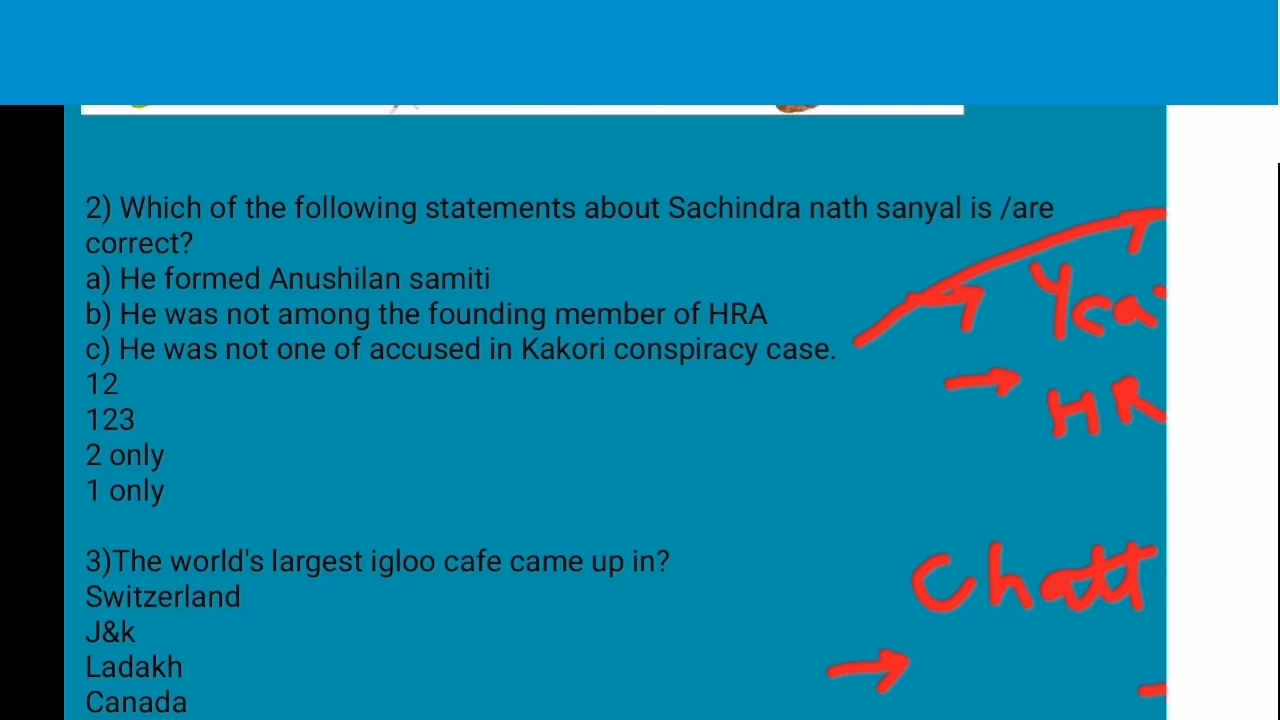 2) Which of the following statements about Sachindra nath sanyal is /are
correct?
a) He formed Anushilan samiti
b) He was not among the founding member of HRA
c) He was not one of accused in Kakori conspiracy case.
12
123
2 only
1 only
HR
3)The world's largest igloo cafe came up in?
Switzerland
J&k
Ladakh
Canada
Chatt